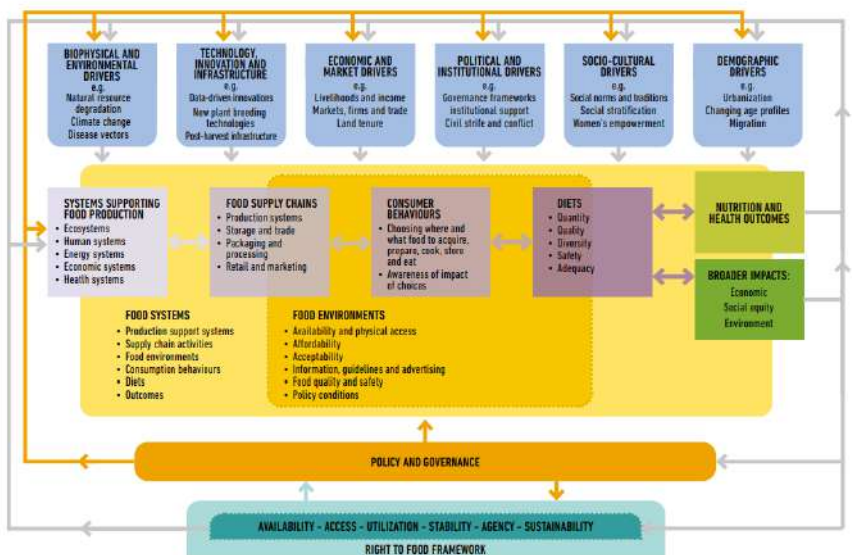 BIOPHYSICAL AND
ENVIRONMENTAL
DRIVERS
e.g.
Natural resource
degradation
Climate change
Disease vectors
TECHNOLOGY,
INNOVATION AND
INFRASTRUCTURE
e.g.
Data-driven innovations
New plant breeding
technologies
Post-harvest infrastructure
ECONOMIC AND
MARKET DRIVERS
e.g.
Livelihoods and income
Markets, firms and trade
Land tenure
POLITICAL AND
INSTITUTIONAL DRIVERS
e.g.
Governance frameworks
institutional support
Civil strife and conflict
SOCIO-CULTURAL
DRIVERS
e.g.
Social norms and traditions
Social stratification
Women's empowerment
DEMOGRAPHIC
DRIVERS
e.g.
Urbanization
Changing age profiles
Migration
SYSTEMS SUPPORTING
FOOD PRODUCTION
• Ecosystems
• Human systems
• Energy systems
• Economic systems
• Health systems
FOOD SUPPLY CHAINS
• Production systems
• Storage and trade
• Packaging and
processing
• Retail and marketing
CONSUMER
BEHAVIOURS
• Choosing where and
what food to acquire,
prepare, cook, store
and eat
• Awareness of impact
of choices
DIETS
• Quantity
• Quality
• Diversity
• Safety
• Adequacy
NUTRITION AND
HEALTH OUTCOMES
BROADER IMPACTS:
Economic
Social equity
Environment
FOOD SYSTEMS
• Production support systems
• Supply chain activities
• Food environments
• Consumption behaviours
• Diets
• Outcomes
FOOD ENVIRONMENTS
• Availability and physical access
• Affordability
• Acceptability
• Information, guidelines and advertising
• Food quality and safety
• Policy conditions
POLICY AND GOVERNANCE
AVAILABILITY – ACCESS – UTILIZATION – STABILITY – AGENCY – SUSTAINABILITY
RIGHT TO FOOD FRAMEWORK